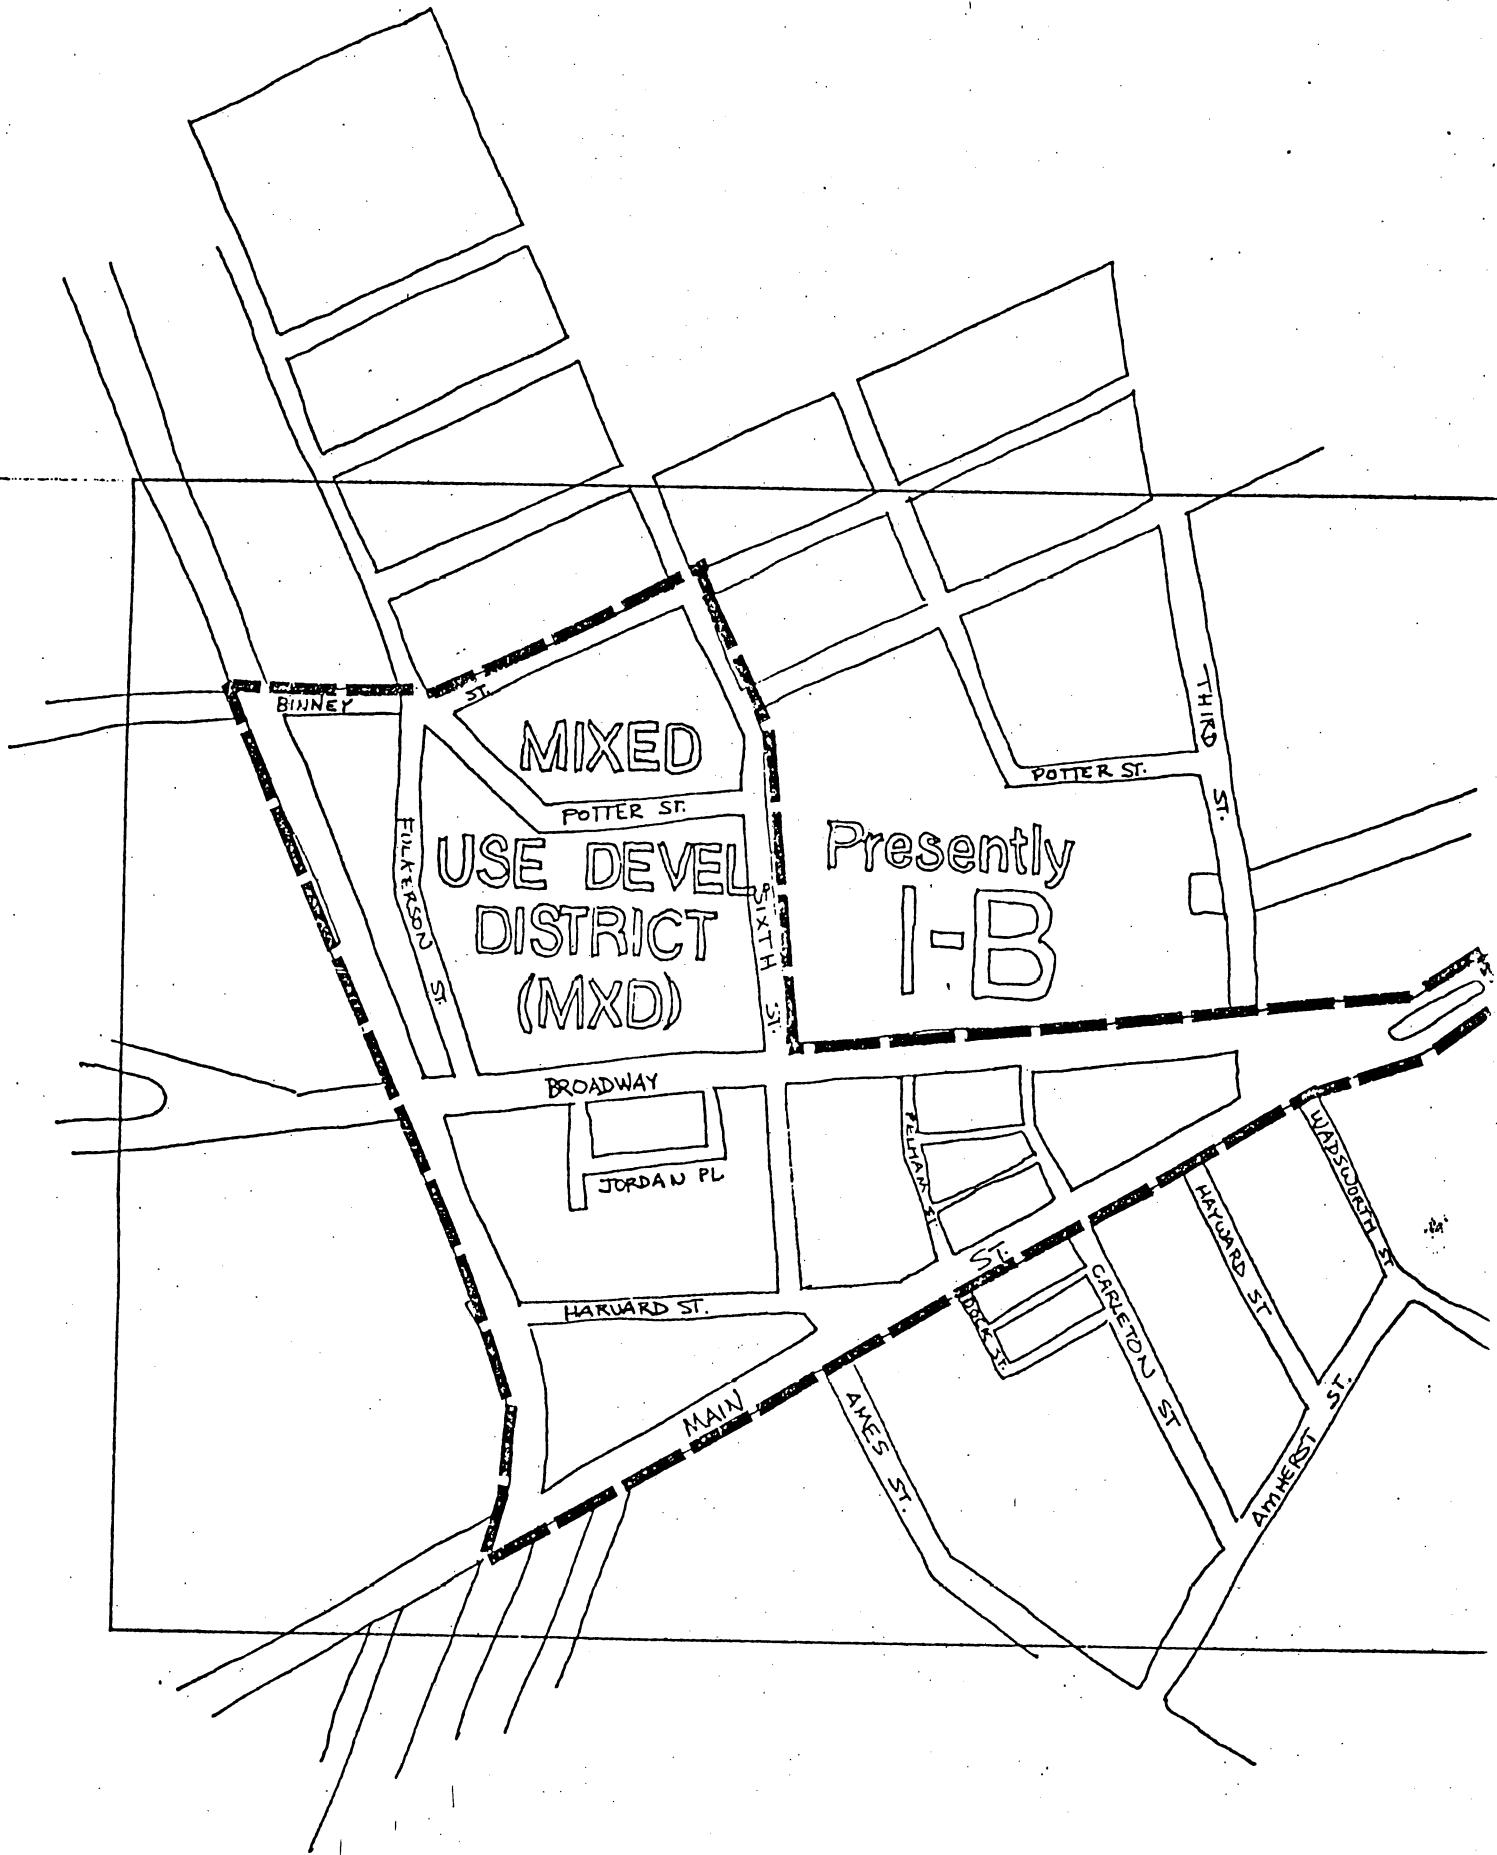 BINNEY
ST.
MIXED
POTTER ST.
USE DEVEL
DISTRICT
(MXD)
FULKERSON ST.
SIXTH ST.
Presently
I-B
POTTER ST.
THIRD ST.
BROADWAY
JORDAN PL
PELHAM ST.
HARVARD ST.
MAIN ST.
DOCK ST.
AMES ST.
CARLETON ST
HAYWARD ST
WADSWORTH ST
AMHERST ST.